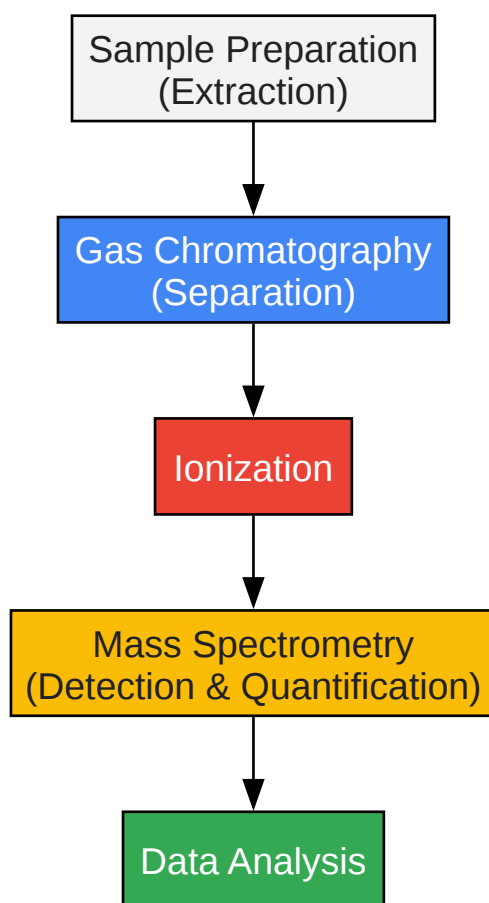 Sample Preparation
(Extraction)
Gas Chromatography
(Separation)
Ionization
Mass Spectrometry
(Detection & Quantification)
Data Analysis